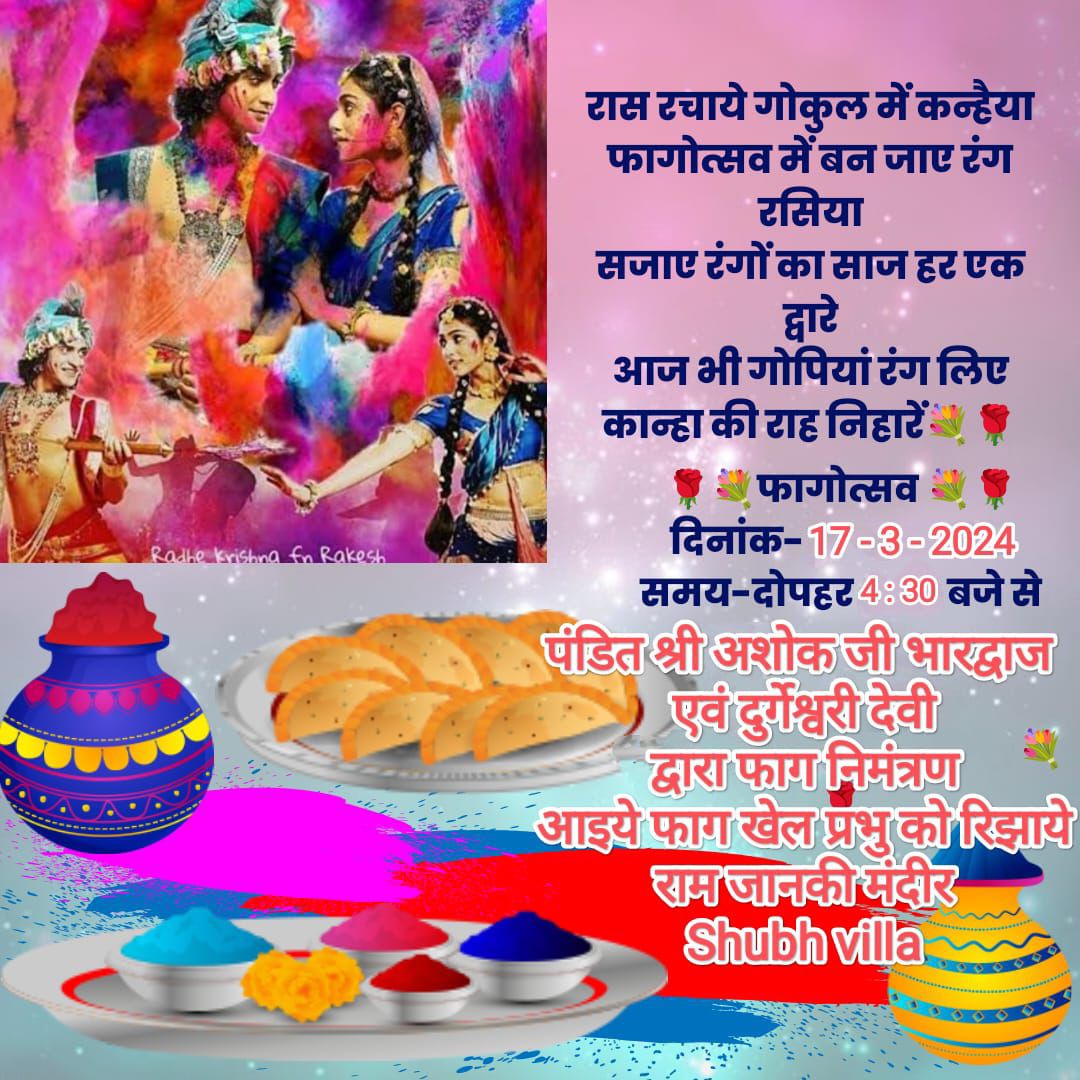 रास रचाये गोकुल में कन्हैया
फागोत्सव में बन जाए रंग
रसिया
सजाए रंगों का साज हर एक
द्वारे
आज भी गोपियां रंग लिए
कान्हा की राह निहारें💐🌹
🌹💐फागोत्सव 💐🌹
दिनांक- 17 - 3 - 2024
समय-दोपहर 4 : 30 बजे से
पंडित श्री अशोक जी भारद्वाज
एवं दुर्गेश्वरी देवी
द्वारा फाग निमंत्रण
आइये फाग खेल प्रभु को रिझाये
राम जानकी मंदीर
Shubh villa
Radhe Krishna fn Rakesh